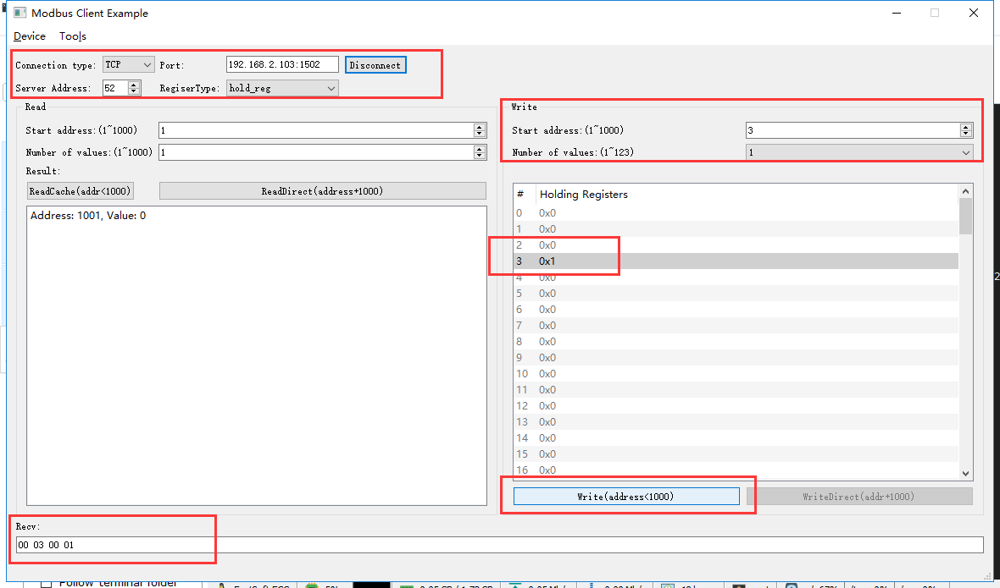 Modbus Client Example
Device Tools
Connection type: TCP Port: 192.168.2.103:1502 Disconnect
Server Address: 52 RegiserType: hold_reg
Read
Start address:(1~1000) 1
Number of values:(1~1000) 1
Result:
ReadCache(addr<1000) ReadDirect(address+1000)
Address: 1001, Value: 0
Write
Start address:(1~1000) 3
Number of values:(1~123) 1
# Holding Registers
0 0x0
1 0x0
2 0x0
3 0x1
4 0x0
5 0x0
6 0x0
7 0x0
8 0x0
9 0x0
10 0x0
11 0x0
12 0x0
13 0x0
14 0x0
15 0x0
16 0x0
Write(address<1000) WriteDirect(addr+1000)
Recv:
00 03 00 01
Follow terminal folder